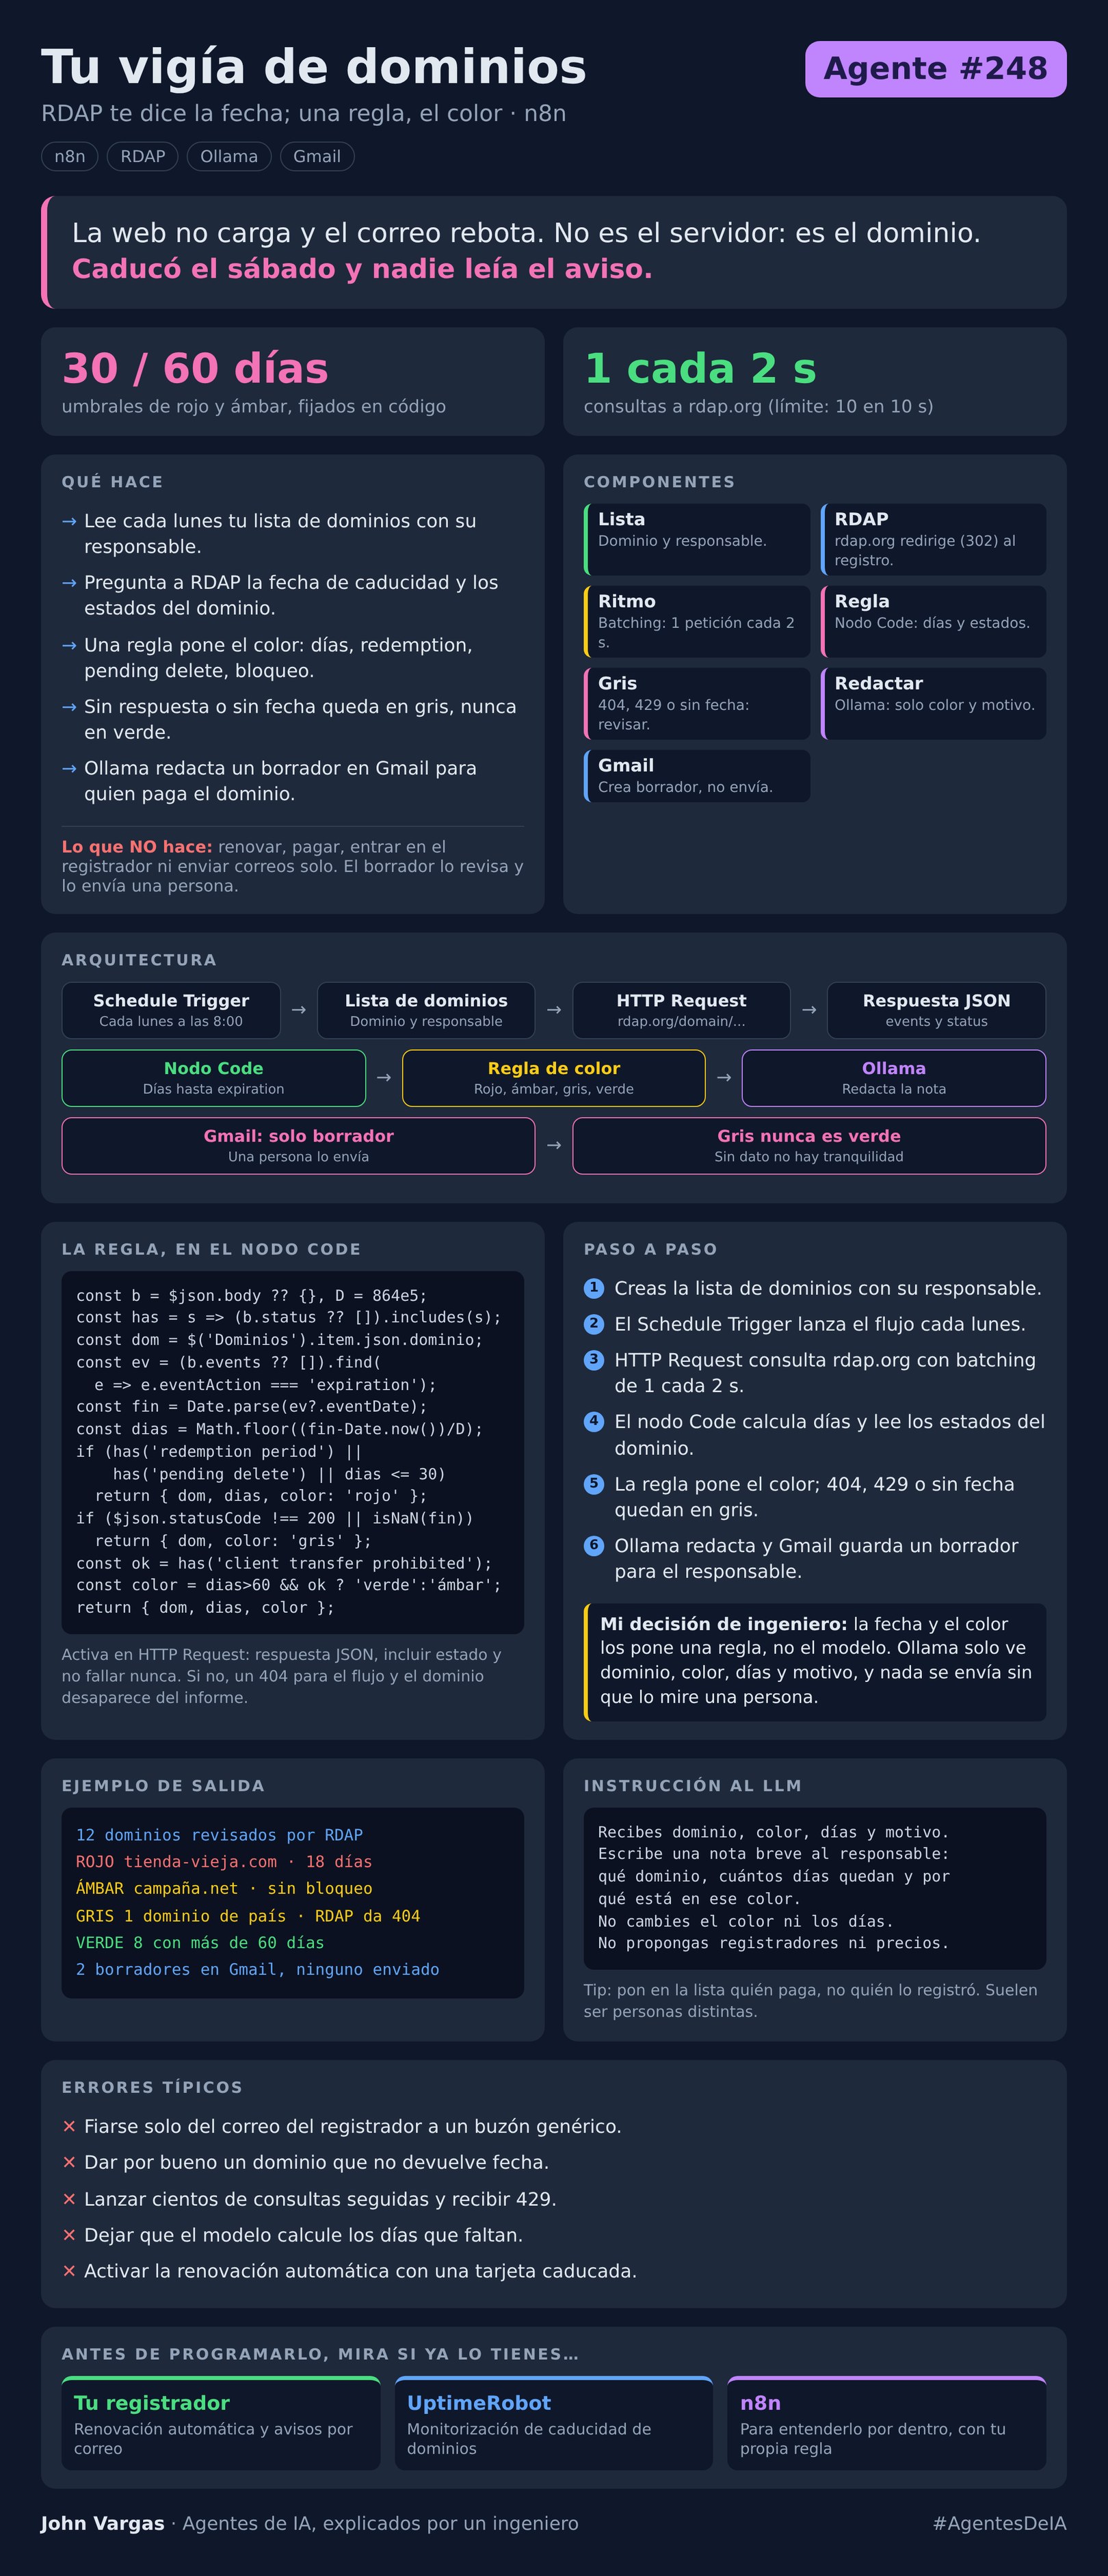 Tu vigía de dominios
Agente #248
RDAP te dice la fecha; una regla, el color · n8n
n8n
RDAP
Ollama
Gmail
La web no carga y el correo rebota. No es el servidor: es el dominio.
Caducó el sábado y nadie leía el aviso.
30 / 60 días
umbrales de rojo y ámbar, fijados en código
1 cada 2 s
consultas a rdap.org (límite: 10 en 10 s)
QUÉ HACE
→ Lee cada lunes tu lista de dominios con su
responsable.
→ Pregunta a RDAP la fecha de caducidad y los
estados del dominio.
→ Una regla pone el color: días, redemption,
pending delete, bloqueo.
→ Sin respuesta o sin fecha queda en gris, nunca
en verde.
→ Ollama redacta un borrador en Gmail para
quien paga el dominio.
Lo que NO hace: renovar, pagar, entrar en el
registrador ni enviar correos solo. El borrador lo revisa y
lo envía una persona.
COMPONENTES
Lista
Dominio y responsable.
RDAP
rdap.org redirige (302) al
registro.
Ritmo
Batching: 1 petición cada 2
s.
Regla
Nodo Code: días y estados.
Gris
404, 429 o sin fecha:
revisar.
Redactar
Ollama: solo color y motivo.
Gmail
Crea borrador, no envía.
ARQUITECTURA
Schedule Trigger
Cada lunes a las 8:00
→
Lista de dominios
Dominio y responsable
→
HTTP Request
rdap.org/domain/...
→
Respuesta JSON
events y status
Nodo Code
Días hasta expiration
→
Regla de color
Rojo, ámbar, gris, verde
→
Ollama
Redacta la nota
Gmail: solo borrador
Una persona lo envía
→
Gris nunca es verde
Sin dato no hay tranquilidad
LA REGLA, EN EL NODO CODE
const b = $json.body ?? {}, D = 864e5;
const has = s => (b.status ?? []).includes(s);
const dom = $('Dominios').item.json.dominio;
const ev = (b.events ?? []).find(
e => e.eventAction === 'expiration');
const fin = Date.parse(ev?.eventDate);
const dias = Math.floor((fin-Date.now())/D);
if (has('redemption period') ||
has('pending delete') || dias <= 30)
return { dom, dias, color: 'rojo' };
if ($json.statusCode !== 200 || isNaN(fin))
return { dom, color: 'gris' };
const ok = has('client transfer prohibited');
const color = dias>60 && ok ? 'verde':'ámbar';
return { dom, dias, color };
Activa en HTTP Request: respuesta JSON, incluir estado y
no fallar nunca. Si no, un 404 para el flujo y el dominio
desaparece del informe.
PASO A PASO
1 Creas la lista de dominios con su responsable.
2 El Schedule Trigger lanza el flujo cada lunes.
3 HTTP Request consulta rdap.org con batching
de 1 cada 2 s.
4 El nodo Code calcula días y lee los estados del
dominio.
5 La regla pone el color; 404, 429 o sin fecha
quedan en gris.
6 Ollama redacta y Gmail guarda un borrador
para el responsable.
Mi decisión de ingeniero: la fecha y el color
los pone una regla, no el modelo. Ollama solo ve
dominio, color, días y motivo, y nada se envía sin
que lo mire una persona.
EJEMPLO DE SALIDA
12 dominios revisados por RDAP
ROJO tienda-vieja.com · 18 días
ÁMBAR campaña.net · sin bloqueo
GRIS 1 dominio de país · RDAP da 404
VERDE 8 con más de 60 días
2 borradores en Gmail, ninguno enviado
INSTRUCCIÓN AL LLM
Recibes dominio, color, días y motivo.
Escribe una nota breve al responsable:
qué dominio, cuántos días quedan y por
qué está en ese color.
No cambies el color ni los días.
No propongas registradores ni precios.
Tip: pon en la lista quién paga, no quién lo registró. Suelen
ser personas distintas.
ERRORES TÍPICOS
✕ Fiarse solo del correo del registrador a un buzón genérico.
✕ Dar por bueno un dominio que no devuelve fecha.
✕ Lanzar cientos de consultas seguidas y recibir 429.
✕ Dejar que el modelo calcule los días que faltan.
✕ Activar la renovación automática con una tarjeta caducada.
ANTES DE PROGRAMARLO, MIRA SI YA LO TIENES…
Tu registrador
Renovación automática y avisos por
correo
UptimeRobot
Monitorización de caducidad de
dominios
n8n
Para entenderlo por dentro, con tu
propia regla
John Vargas · Agentes de IA, explicados por un ingeniero
#AgentesDeIA